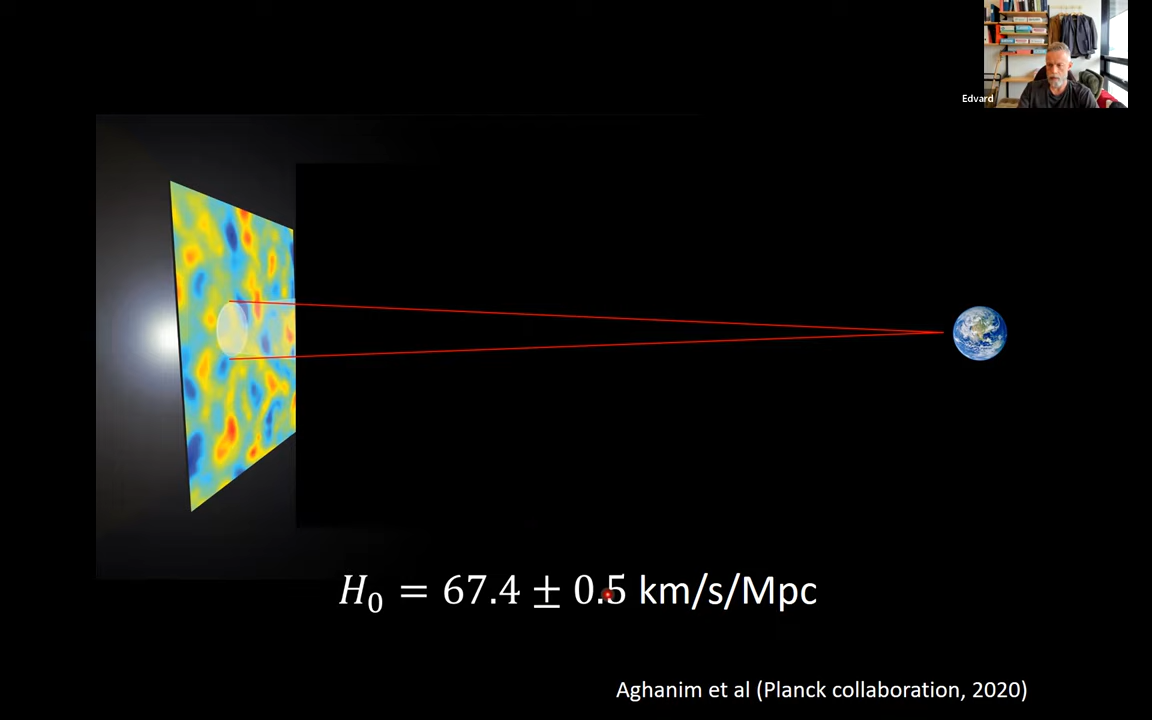 Edvard
H₀ = 67.4 ± 0.5 km/s/Mpc
Aghanim et al (Planck collaboration, 2020)